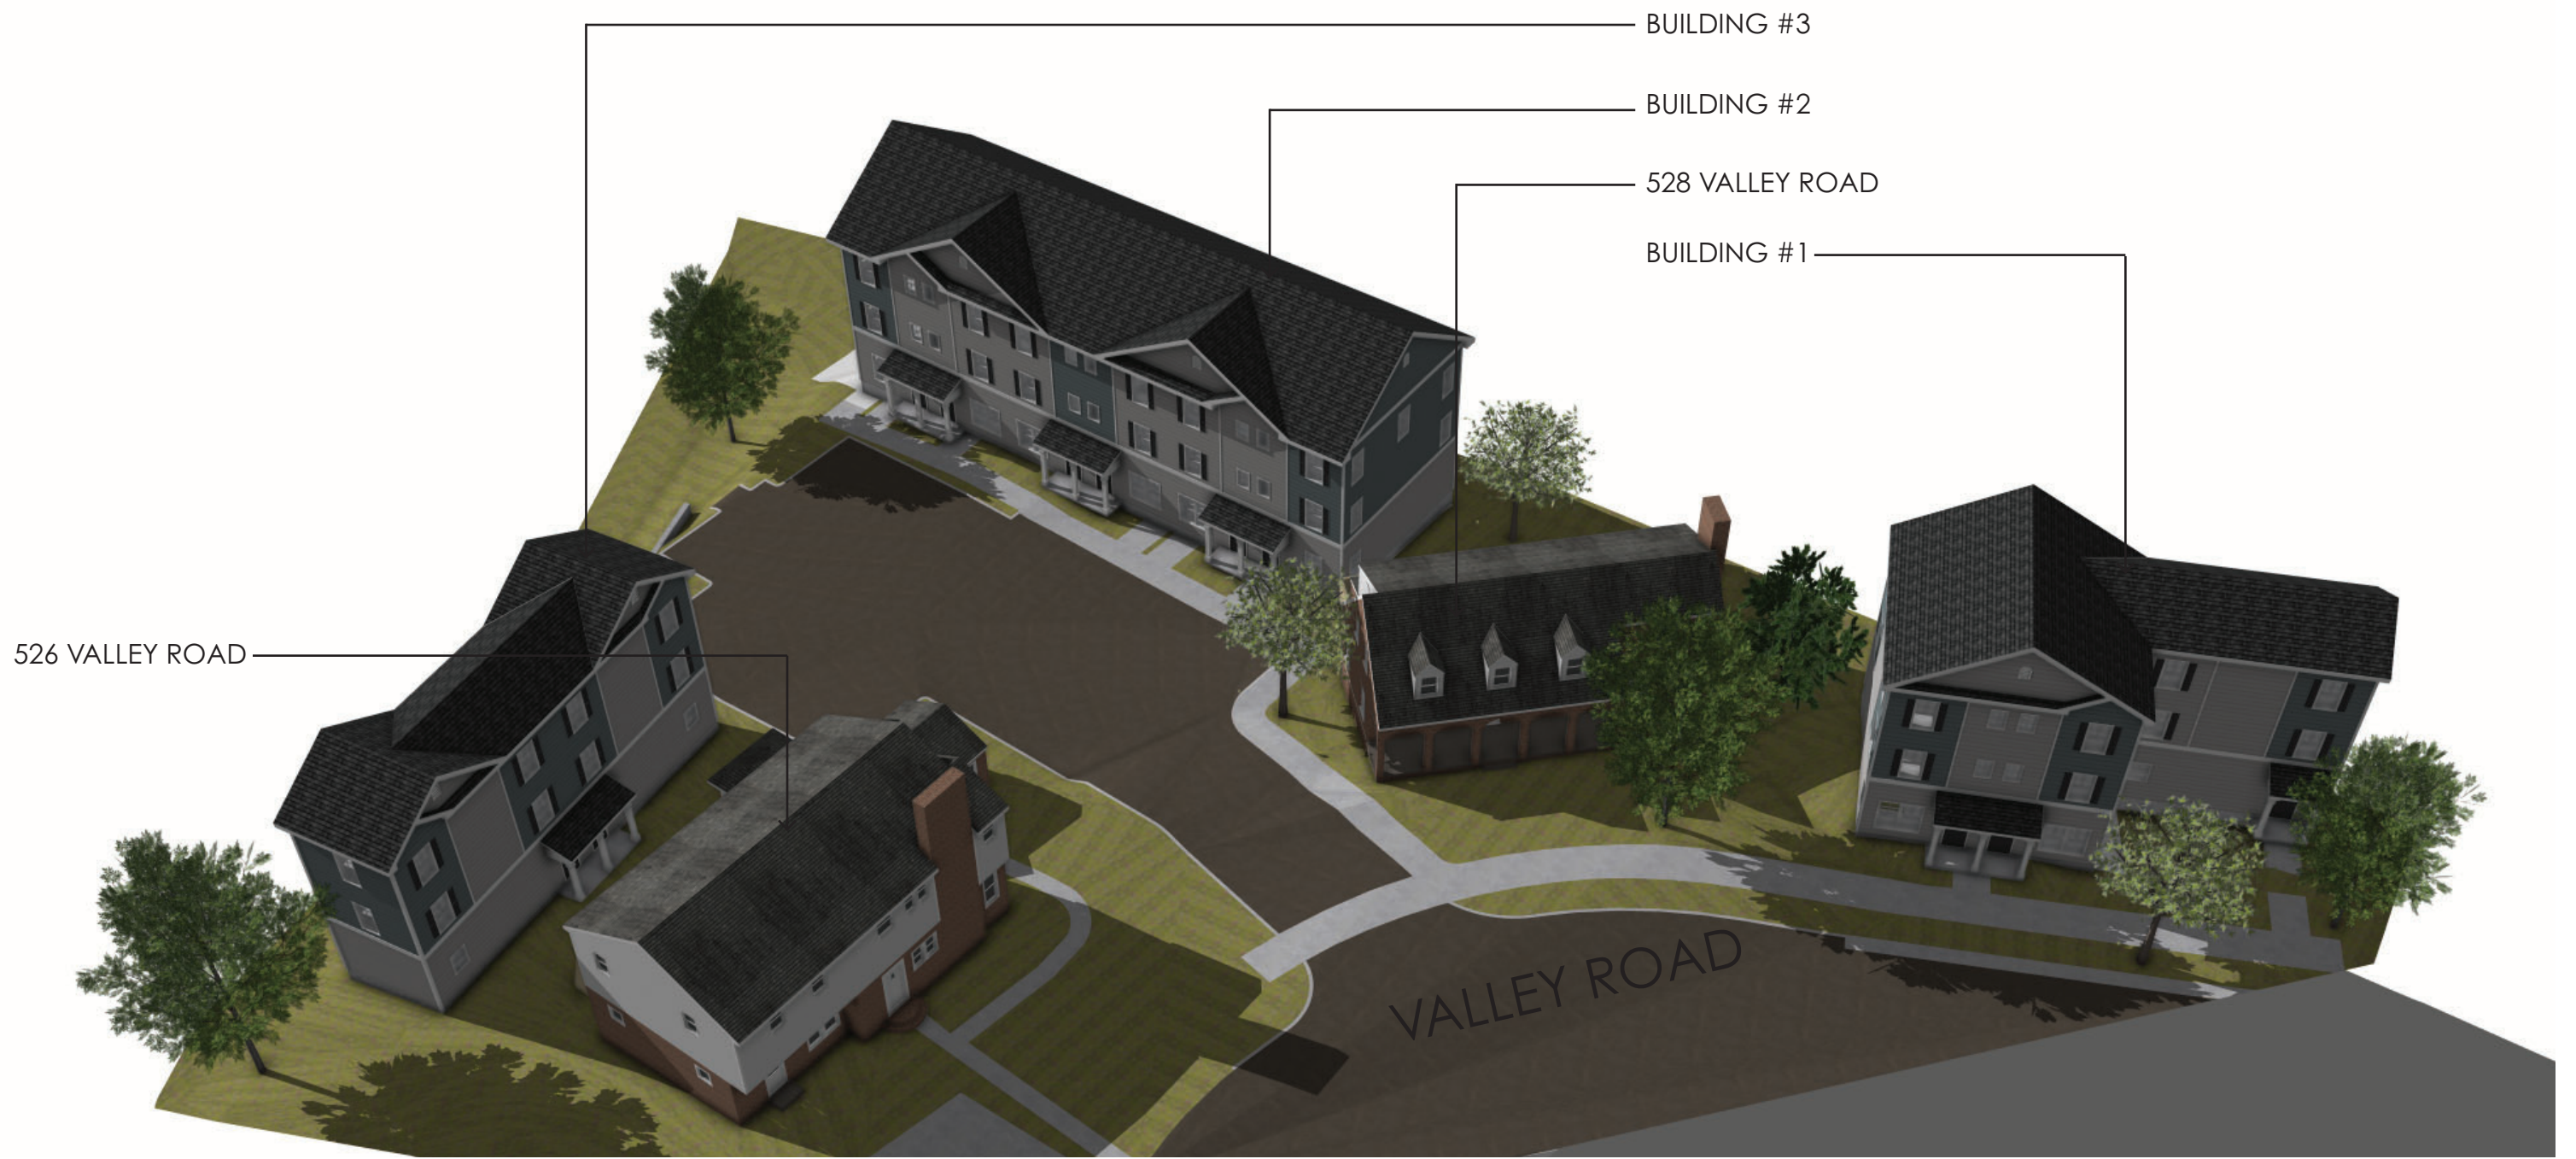 BUILDING #3
BUILDING #2
528 VALLEY ROAD
BUILDING #1
526 VALLEY ROAD
VALLEY ROAD